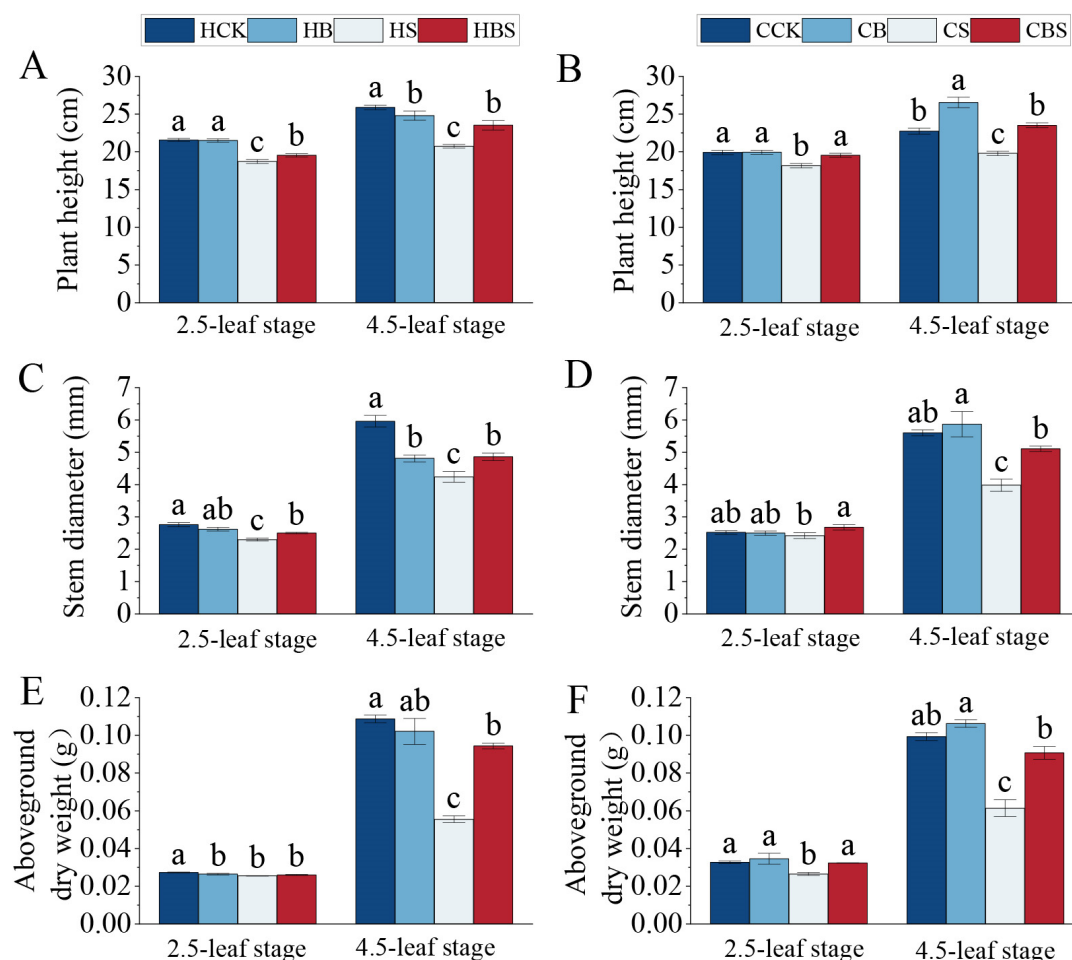 HCK HB HS HBS
CCK CB CS CBS
A
Plant height (cm)
30
25
20
15
10
5
0
a a c b
a b c b
2.5-leaf stage 4.5-leaf stage
B
Plant height (cm)
30
25
20
15
10
5
0
a a b a
b a c b
2.5-leaf stage 4.5-leaf stage
C
Stem diameter (mm)
7
6
5
4
3
2
1
0
a ab c b
a b c b
2.5-leaf stage 4.5-leaf stage
D
Stem diameter (mm)
7
6
5
4
3
2
1
0
ab ab b a
ab a c b
2.5-leaf stage 4.5-leaf stage
E
Aboveground
dry weight (g)
0.12
0.10
0.08
0.06
0.04
0.02
0.00
a b b b
a ab c b
2.5-leaf stage 4.5-leaf stage
F
Aboveground
dry weight (g)
0.12
0.10
0.08
0.06
0.04
0.02
0.00
a a b a
ab a c b
2.5-leaf stage 4.5-leaf stage